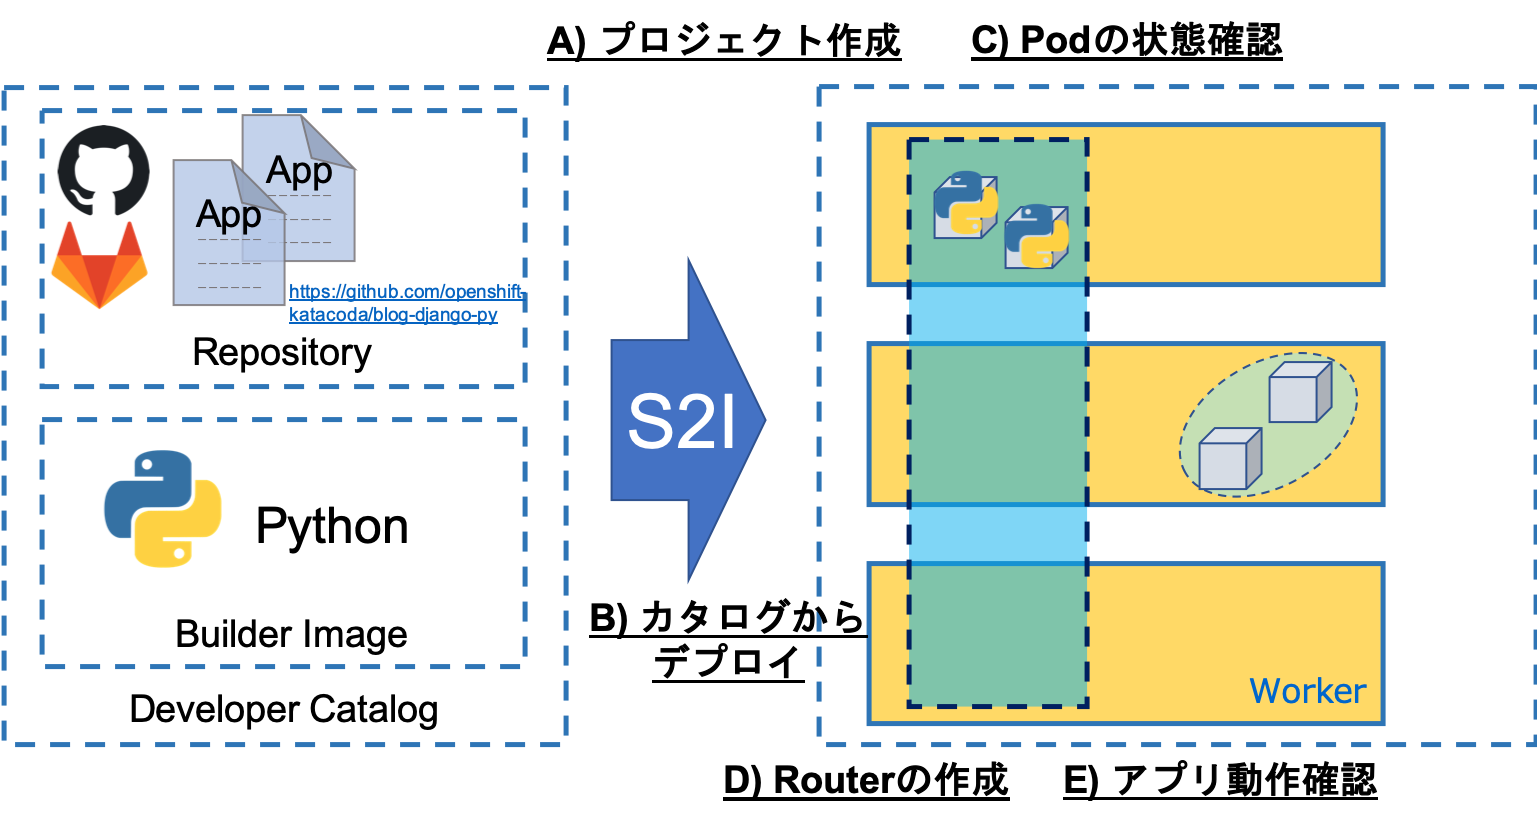 A) プロジェクト作成
C) Podの状態確認
App
App
https://github.com/openshift-
katacoda/blog-django-py
Repository
Python
Builder Image
Developer Catalog
S2I
B) カタログから
デプロイ
Worker
D) Routerの作成
E) アプリ動作確認